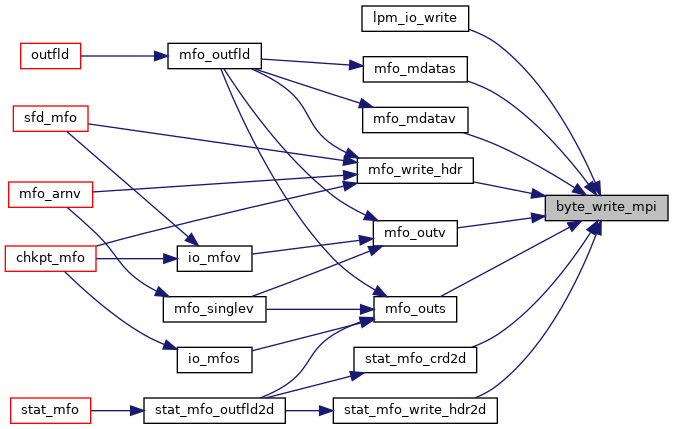 lpm_io_write
outfld
mfo_outfld
mfo_mdatas
sfd_mfo
mfo_mdatav
mfo_write_hdr
mfo_arnv
byte_write_mpi
mfo_outv
chkpt_mfo
io_mfov
mfo_singlev
mfo_outs
io_mfos
stat_mfo_crd2d
stat_mfo
stat_mfo_outfld2d
stat_mfo_write_hdr2d